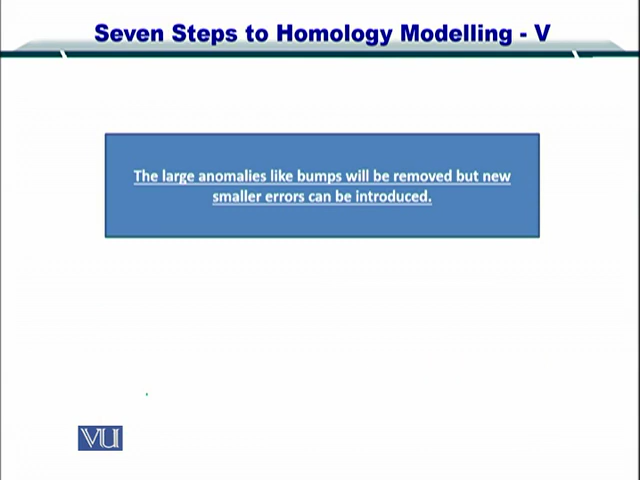 Seven Steps to Homology Modelling - V
The large anomalies like bumps will be removed but new
smaller errors can be introduced.
VU